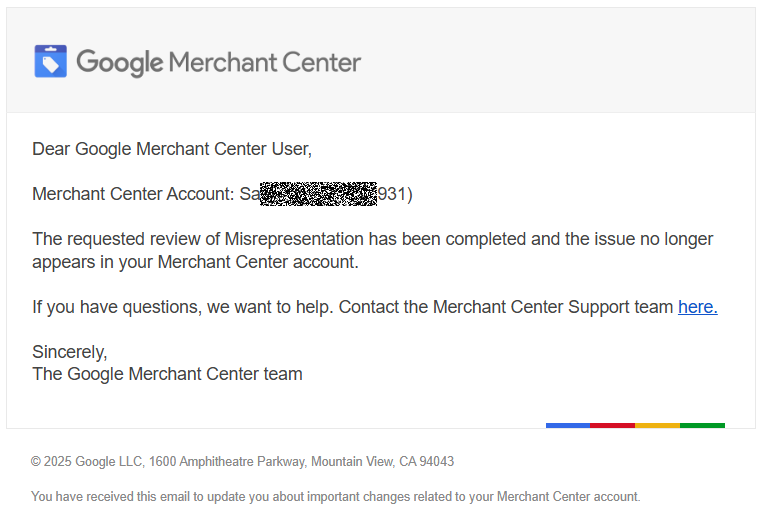 Google Merchant Center
Dear Google Merchant Center User,
Merchant Center Account: Sa 931)
The requested review of Misrepresentation has been completed and the issue no longer
appears in your Merchant Center account.
If you have questions, we want to help. Contact the Merchant Center Support team here.
Sincerely,
The Google Merchant Center team
© 2025 Google LLC, 1600 Amphitheatre Parkway, Mountain View, CA 94043
You have received this email to update you about important changes related to your Merchant Center account.